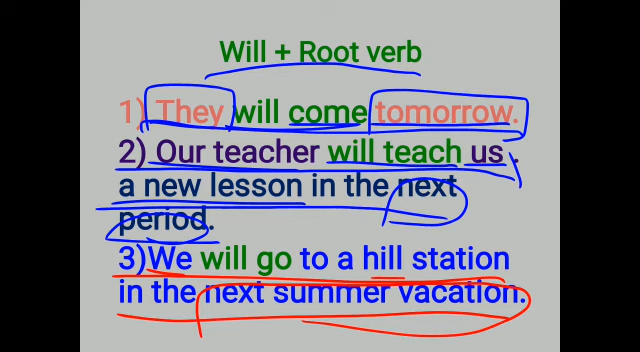 Will + Root verb
1) They will come tomorrow.
2) Our teacher will teach us .
a new lesson in the next
period.
3)We will go to a hill station
in the next summer vacation.